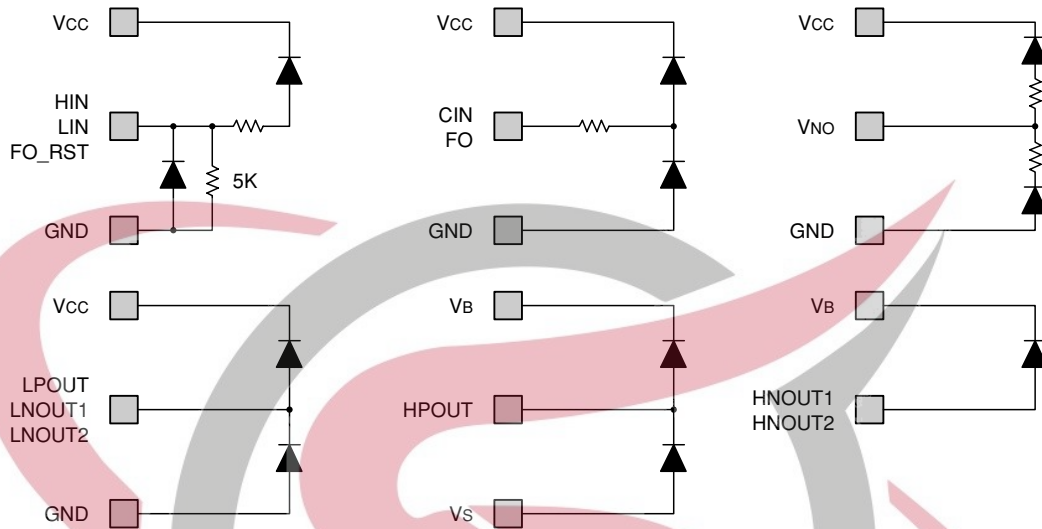 VCC
HIN
LIN
FO_RST
5K
GND
VCC
CIN
FO
GND
VCC
VNO
GND
VCC
LPOUT
LNOUT1
LNOUT2
GND
VB
HPOUT
VS
VB
HNOUT1
HNOUT2